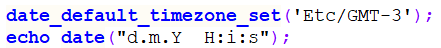 date_default_timezone_set('Etc/GMT-3');
echo date("d.m.Y  H:i:s");